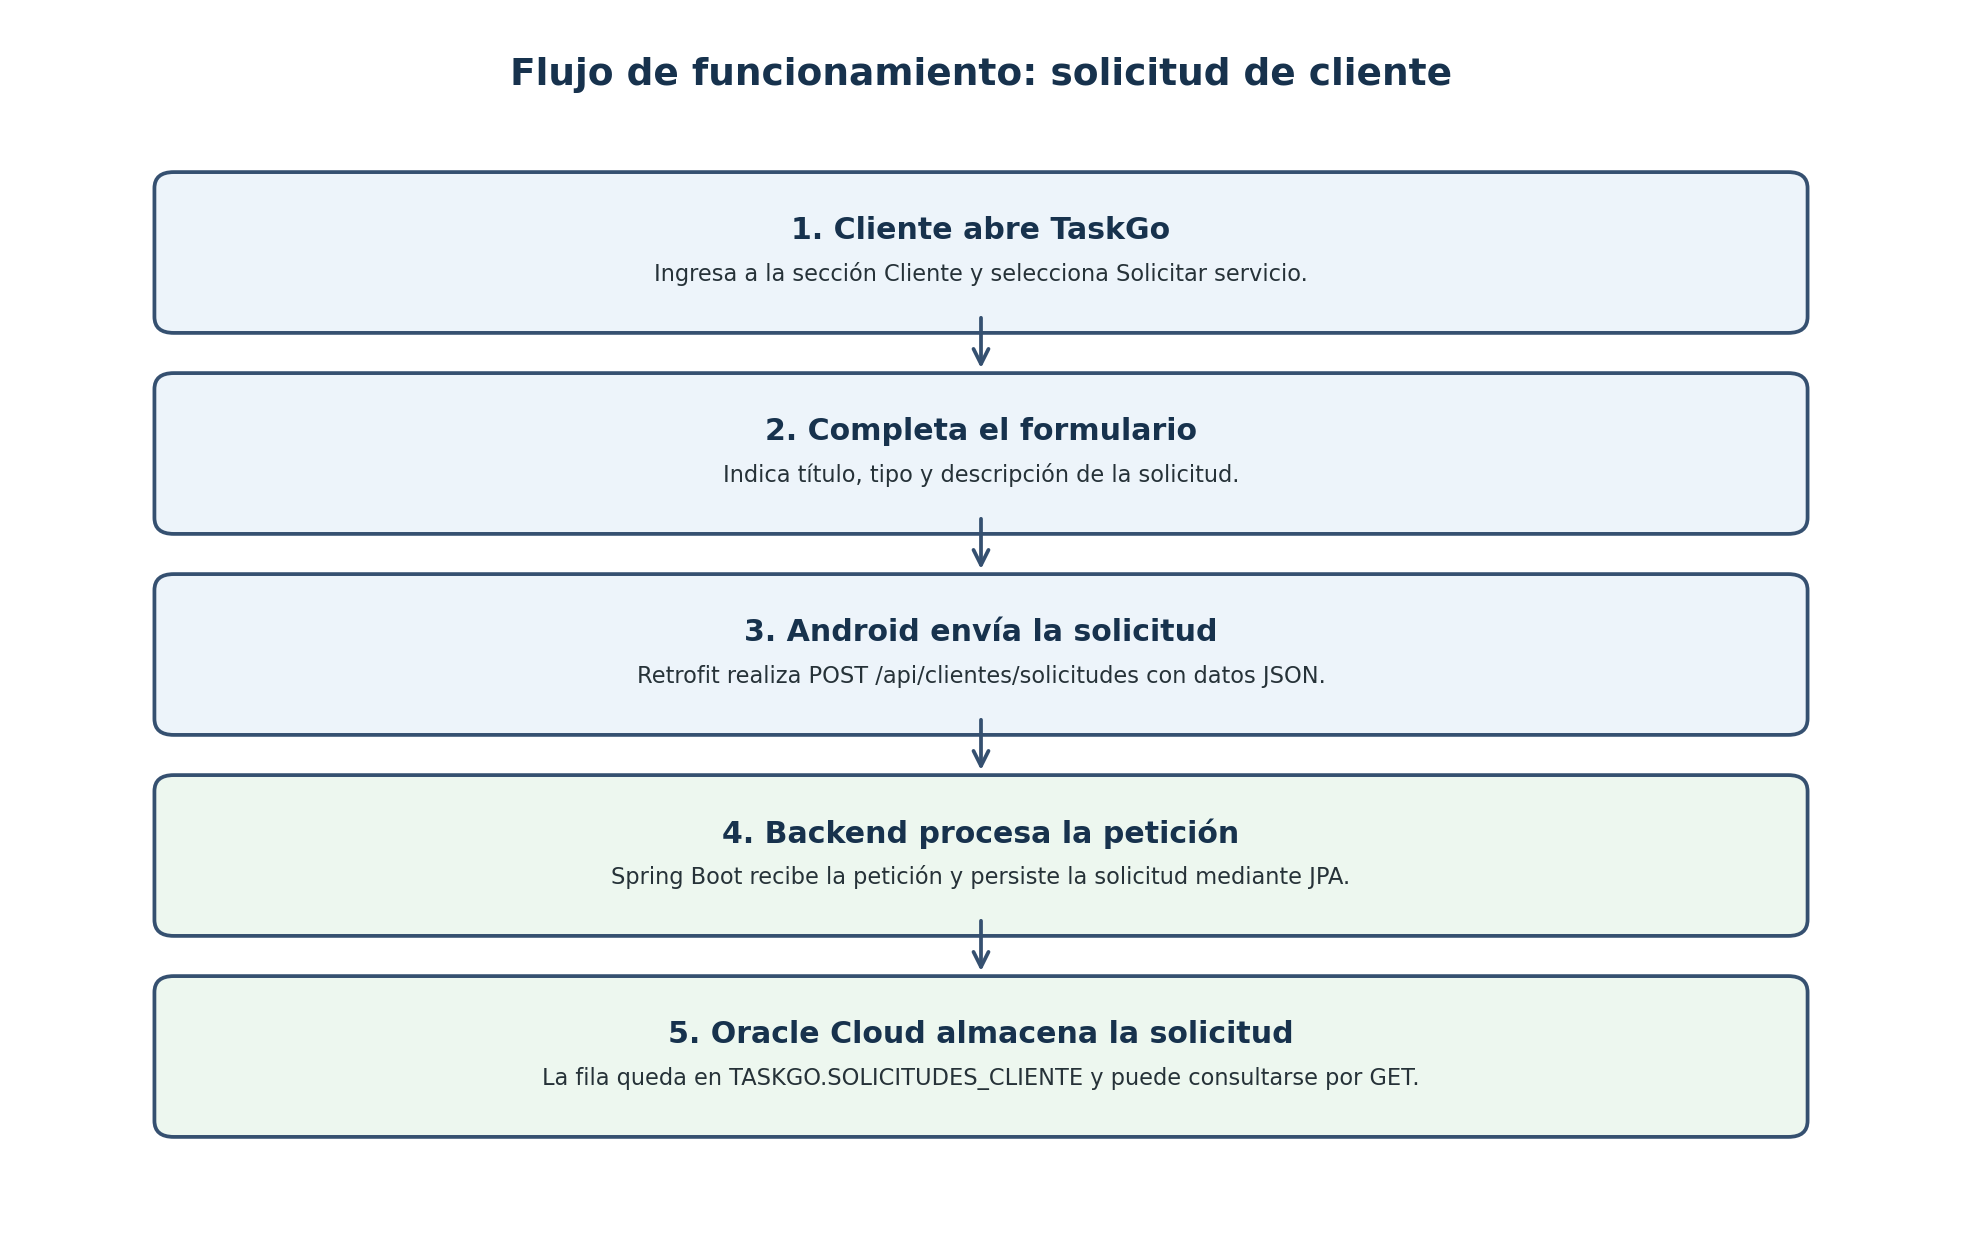 Flujo de funcionamiento: solicitud de cliente
1. Cliente abre TaskGo
Ingresa a la sección Cliente y selecciona Solicitar servicio.
2. Completa el formulario
Indica título, tipo y descripción de la solicitud.
3. Android envía la solicitud
Retrofit realiza POST /api/clientes/solicitudes con datos JSON.
4. Backend procesa la petición
Spring Boot recibe la petición y persiste la solicitud mediante JPA.
5. Oracle Cloud almacena la solicitud
La fila queda en TASKGO.SOLICITUDES_CLIENTE y puede consultarse por GET.